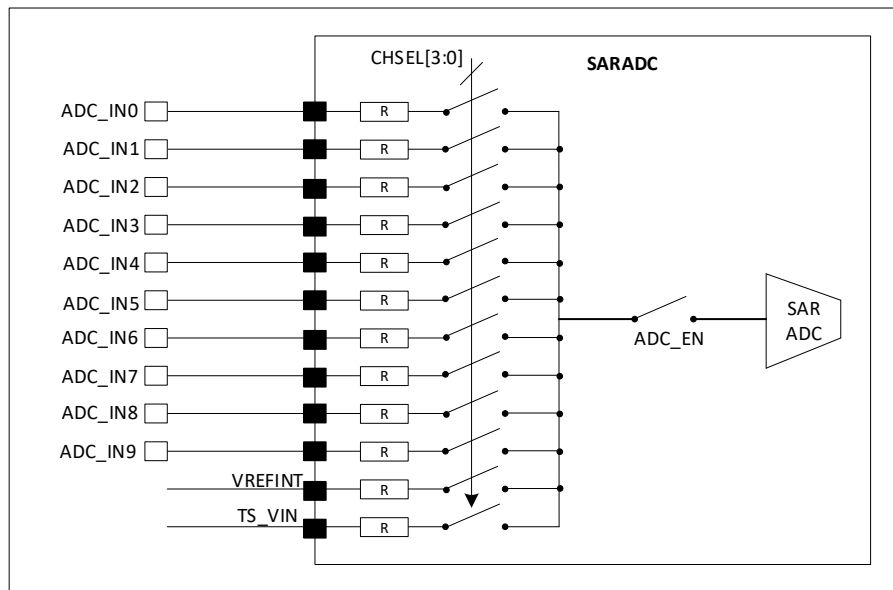 CHSEL[3:0]
SARADC
ADC_IN0
R
ADC_IN1
R
ADC_IN2
R
ADC_IN3
R
ADC_IN4
R
ADC_IN5
R
SAR
ADC
ADC_IN6
R
ADC_EN
ADC_IN7
R
ADC_IN8
R
ADC_IN9
R
VREFINT
R
TS_VIN
R